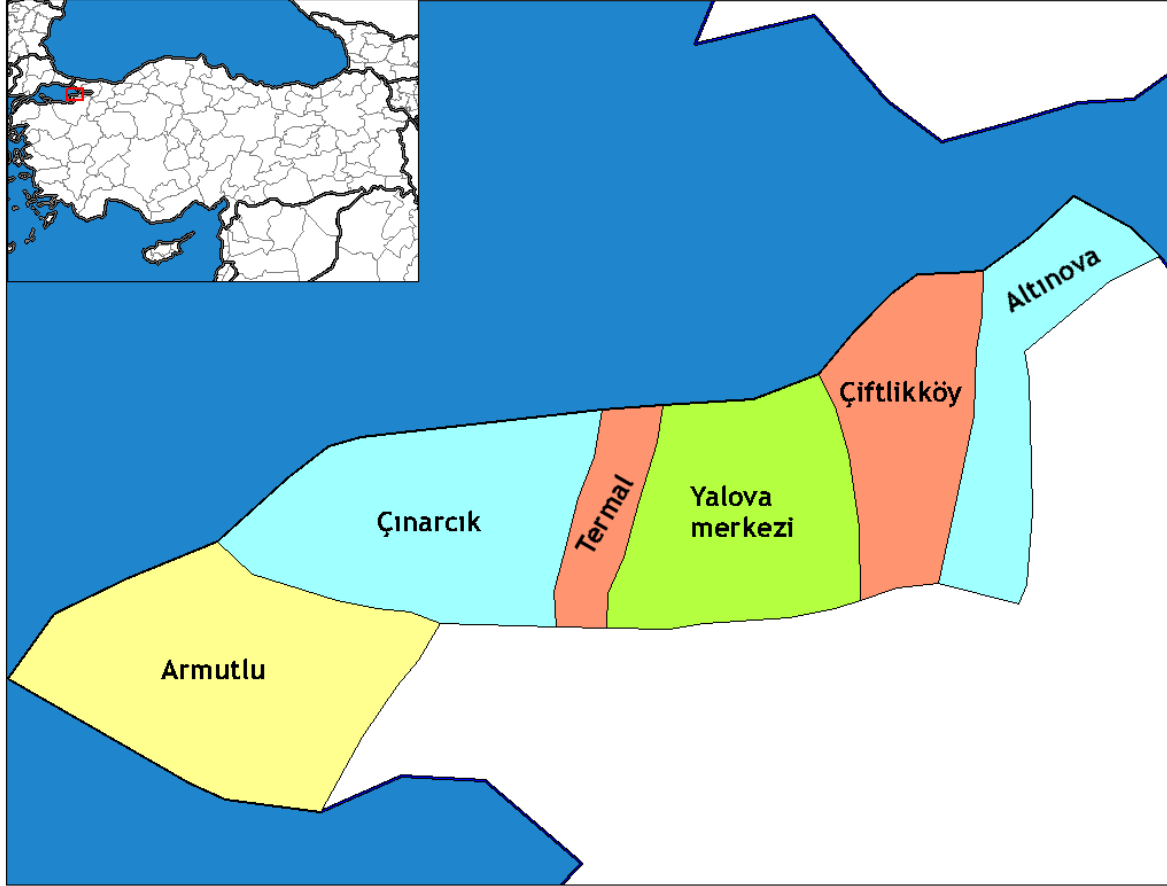 Altınova
Çiftlikköy
Termal
Yalova
merkezi
Çınarcık
Armutlu